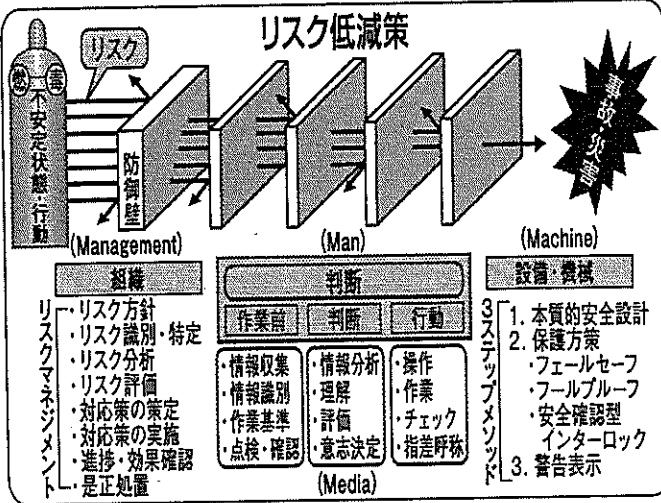 リスク低減策
リスク
燃
毒
不安定状態・行動
防御壁
事故・災害
(Management)
(Man)
(Machine)
組織
判断
設備・機械
リスクマネジメント
・リスク方針
・リスク識別・特定
・リスク分析
・リスク評価
・対応策の策定
・対応策の実施
・進捗・効果確認
・是正処置
作業前
判断
行動
・情報収集
・情報識別
・作業基準
・点検・確認
・情報分析
・理解
・評価
・意志決定
・操作
・作業
・チェック
・指差呼称
(Media)
3ステップメソッド
1. 本質的安全設計
2. 保護方策
・フェールセーフ
・フールプルーフ
・安全確認型
インターロック
3. 警告表示